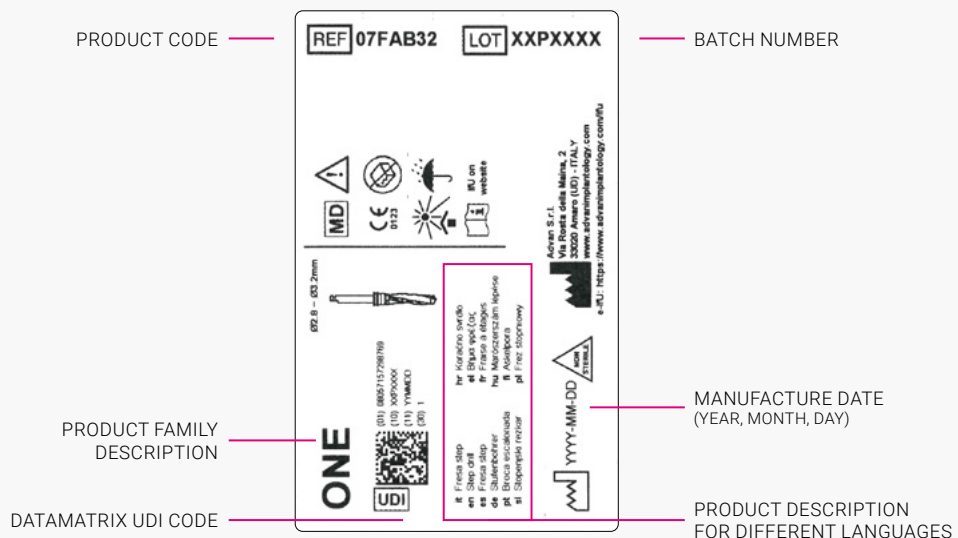 PRODUCT CODE
REF 07FAB32
LOT XXPXXXX
BATCH NUMBER
MD
CE
0123
IFU on
website
Advan S.r.l.
Via Rosta della Maina, 2
33020 Amaro (UD) - ITALY
www.advanimplantology.com
e-IFU: https://www.advanimplantology.com/ifu
Ø2.8 – Ø3.2mm
PRODUCT FAMILY
DESCRIPTION
ONE
UDI
(01) 08057157298769
(10) XXPXXXX
(11) YYMMDD
(30) 1
it Fresa step
en Step drill
es Fresa step
de Stufenbohrer
pt Broca escalonada
sl Stopenjski rezkar
hr Koračno svrdlo
el Βήμα φρέζας
fr Fraise a étages
hu Marószerszám lépése
fi Askelpora
pl Frez stopniowy
YYYY-MM-DD
NON
STERILE
MANUFACTURE DATE
(YEAR, MONTH, DAY)
DATAMATRIX UDI CODE
PRODUCT DESCRIPTION
FOR DIFFERENT LANGUAGES